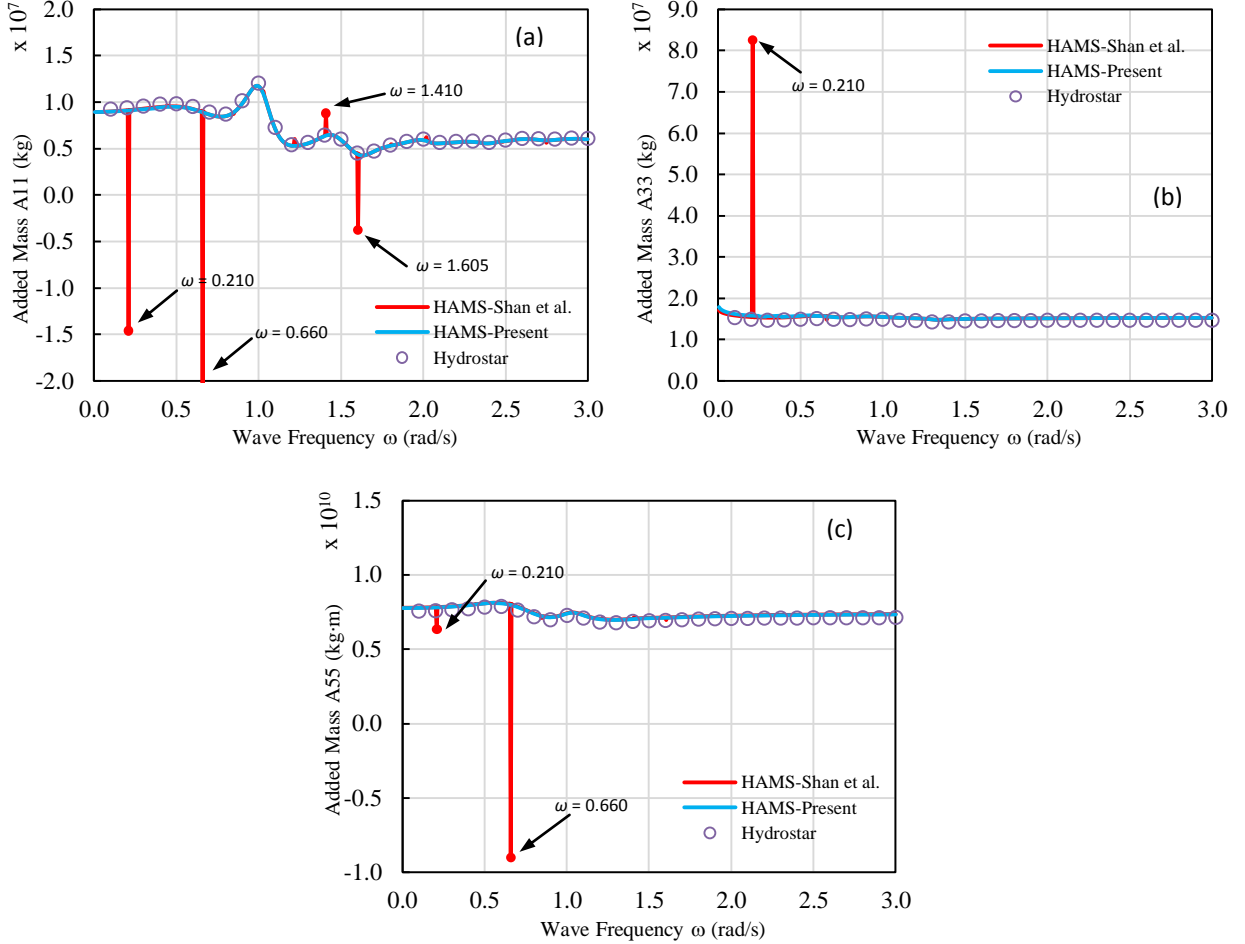 x 10⁷
2.0
1.5
1.0
0.5
0.0
-0.5
-1.0
-1.5
-2.0
Added Mass A11 (kg)
(a)
ω = 1.410
ω = 1.605
ω = 0.210
ω = 0.660
HAMS-Shan et al.
HAMS-Present
Hydrostar
0.0 0.5 1.0 1.5 2.0 2.5 3.0
Wave Frequency ω (rad/s)
x 10⁷
9.0
8.0
7.0
6.0
5.0
4.0
3.0
2.0
1.0
0.0
Added Mass A33 (kg)
HAMS-Shan et al.
HAMS-Present
Hydrostar
ω = 0.210
(b)
0.0 0.5 1.0 1.5 2.0 2.5 3.0
Wave Frequency ω (rad/s)
x 10¹⁰
1.5
1.0
0.5
0.0
-0.5
-1.0
Added Mass A55 (kg·m)
(c)
ω = 0.210
ω = 0.660
HAMS-Shan et al.
HAMS-Present
Hydrostar
0.0 0.5 1.0 1.5 2.0 2.5 3.0
Wave Frequency ω (rad/s)